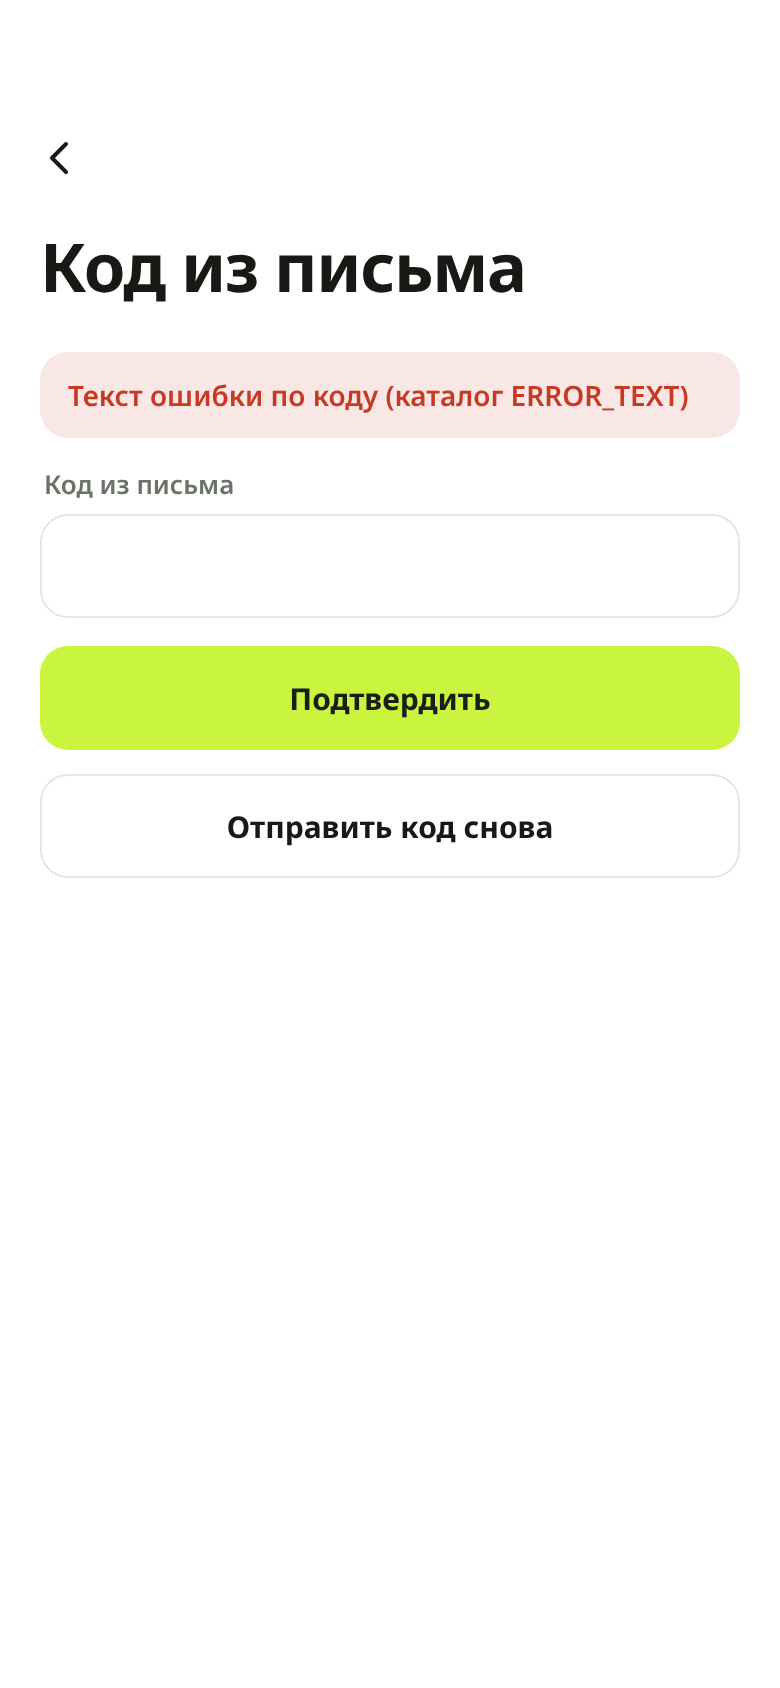 Код из письма
Текст ошибки по коду (каталог ERROR_TEXT)
Код из письма
Подтвердить
Отправить код снова